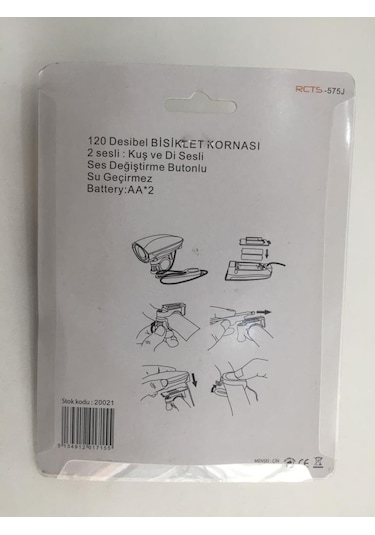 RCTS -575J
120 Desibel BİSİKLET KORNASI
2 sesli : Kuş ve Di Sesli
Ses Değiştirme Butonlu
Su Geçirmez
Battery:AA*2
Stok kodu : 20021
CE